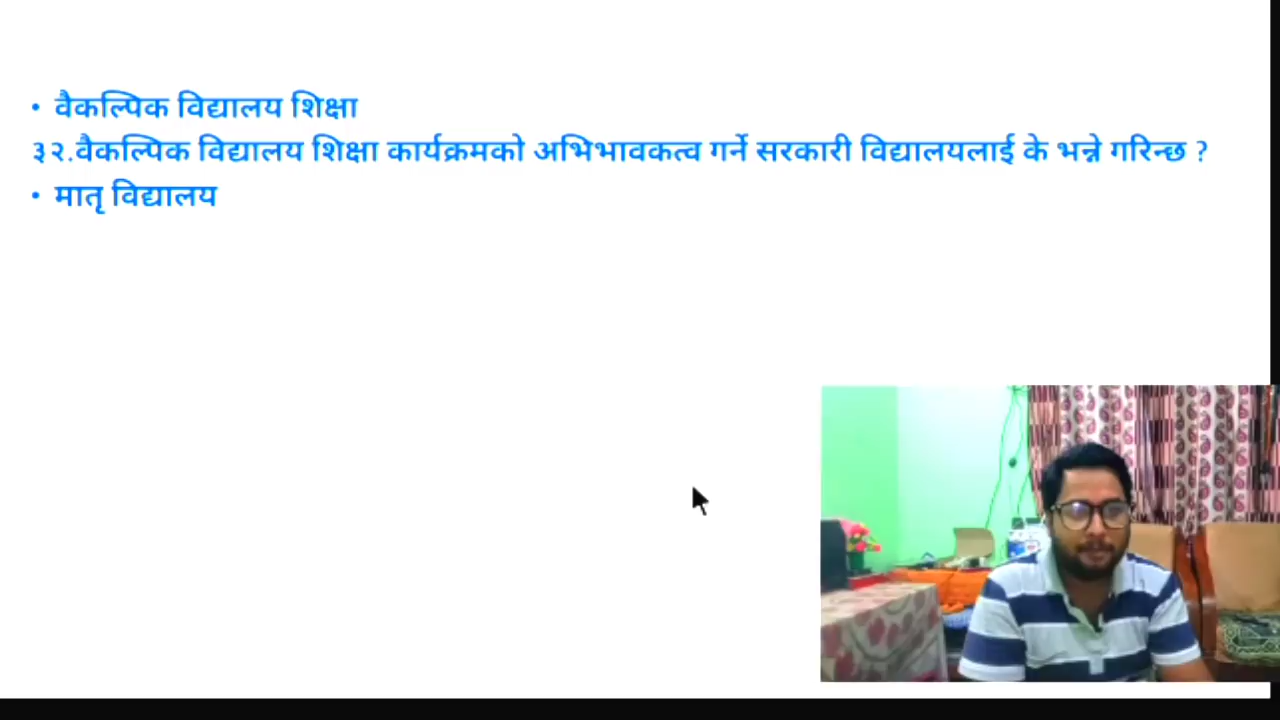 • वैकल्पिक विद्यालय शिक्षा
३२.वैकल्पिक विद्यालय शिक्षा कार्यक्रमको अभिभावकत्व गर्ने सरकारी विद्यालयलाई के भन्ने गरिन्छ ?
• मातृ विद्यालय